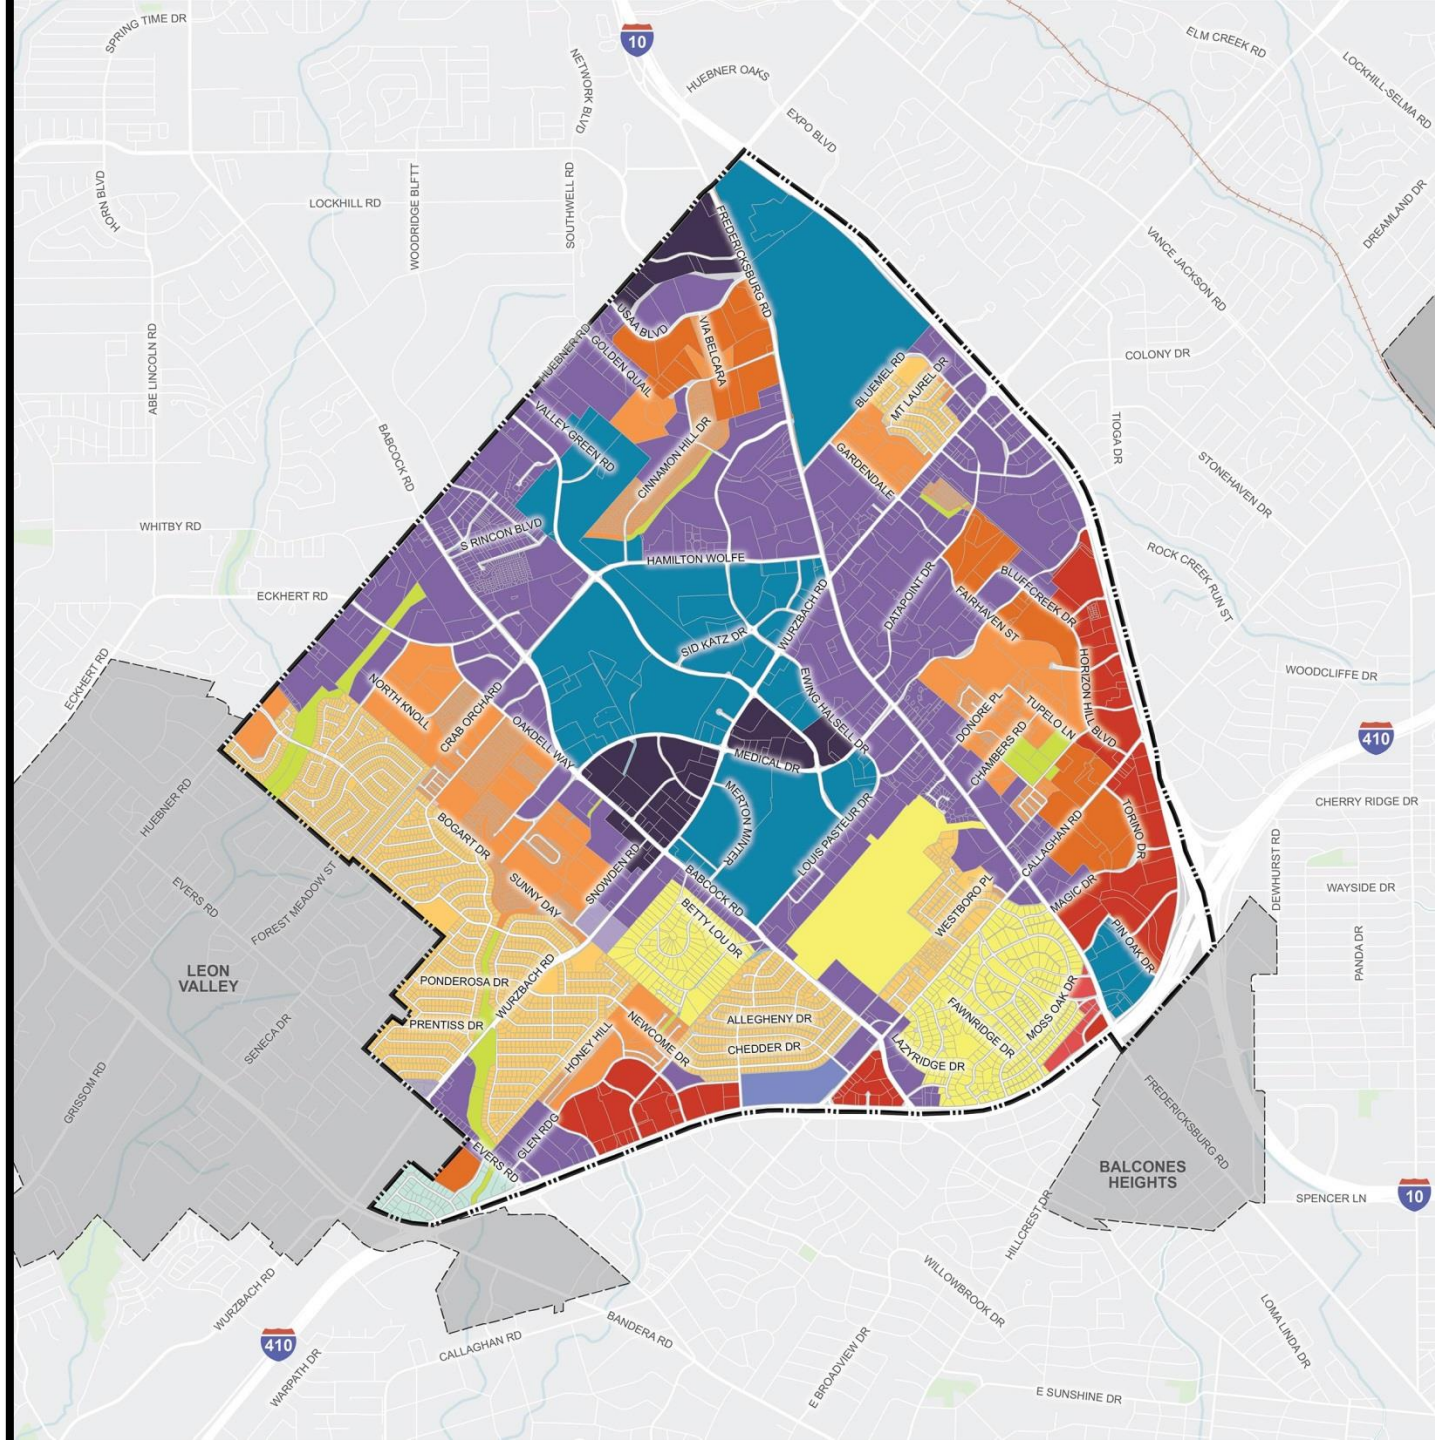 SPRING TIME DR
10
NETWORK BLVD
HUEBNER OAKS
EXPO BLVD
ELM CREEK RD
LOCKHILL-SELMA RD
HORN BLVD
LOCKHILL RD
WOODRIDGE BLFTT
SOUTHWELL RD
DREAMLAND DR
VANCE JACKSON RD
FREDERICKSBURG RD
ABE LINCOLN RD
USAA BLVD
VIA BELCARA
HUEBNER RD
GOLDEN QUAIL
COLONY DR
BLUEMEL RD
MT LAUREL DR
TIOGA DR
VALLEY GREEN RD
CINNAMON HILL DR
BABCOCK RD
GARDENDALE
STONEHAVEN DR
WHITBY RD
S RINCON BLVD
HAMILTON WOLFE
ROCK CREEK RUN ST
ECKHERT RD
DATAPOINT DR
BLUFFCREEK DR
FAIRHAVEN ST
WURZBACH RD
SID KATZ DR
ECKHERT RD
WOODCLIFFE DR
NORTH KNOLL
CRAB ORCHARD
EWING HALSELL DR
HORIZON HILL BLVD
DONORE PL
TUPELO LN
OAKDELL WAY
CHAMBERS RD
410
MEDICAL DR
HUEBNER RD
MERTON MINTER
LOUIS PASTEUR DR
CHERRY RIDGE DR
BOGART DR
CALLAGHAN RD
TORINO DR
DEWHURST RD
EVERS RD
FOREST MEADOW ST
SUNNY DAY
SNOWDEN RD
BABCOCK RD
MAGIC DR
WAYSIDE DR
WESTBORO PL
BETTY LOU DR
PIN OAK DR
PANDA DR
LEON
VALLEY
PONDEROSA DR
WURZBACH RD
PRENTISS DR
SENECA DR
NEWCOME DR
HONEY HILL
ALLEGHENY DR
CHEDDER DR
FAWNRIDGE DR
MOSS OAK DR
LAZYRIDGE DR
GRISSOM RD
FREDERICKSBURG RD
GLEN RDG
EVERS RD
BALCONES
HEIGHTS
SPENCER LN
10
HILLCREST DR
WURZBACH RD
WILLOWBROOK DR
LOMA LINDA DR
410
BANDERA RD
CALLAGHAN RD
WARPATH DR
E BROADVIEW DR
E SUNSHINE DR